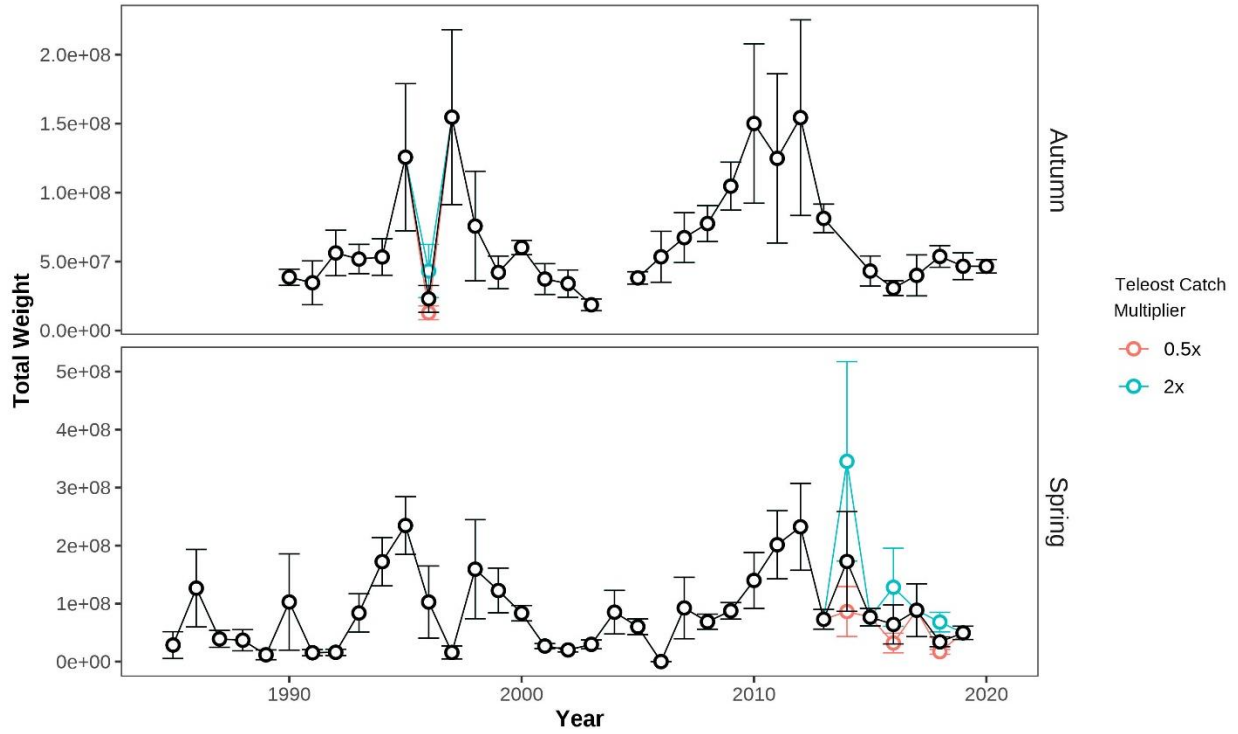 2.0e+08
1.5e+08
1.0e+08
5.0e+07
0.0e+00
Autumn
5e+08
4e+08
3e+08
2e+08
1e+08
0e+00
Spring
Total Weight
1990
2000
2010
2020
Year
Teleost Catch
Multiplier
0.5x
2x